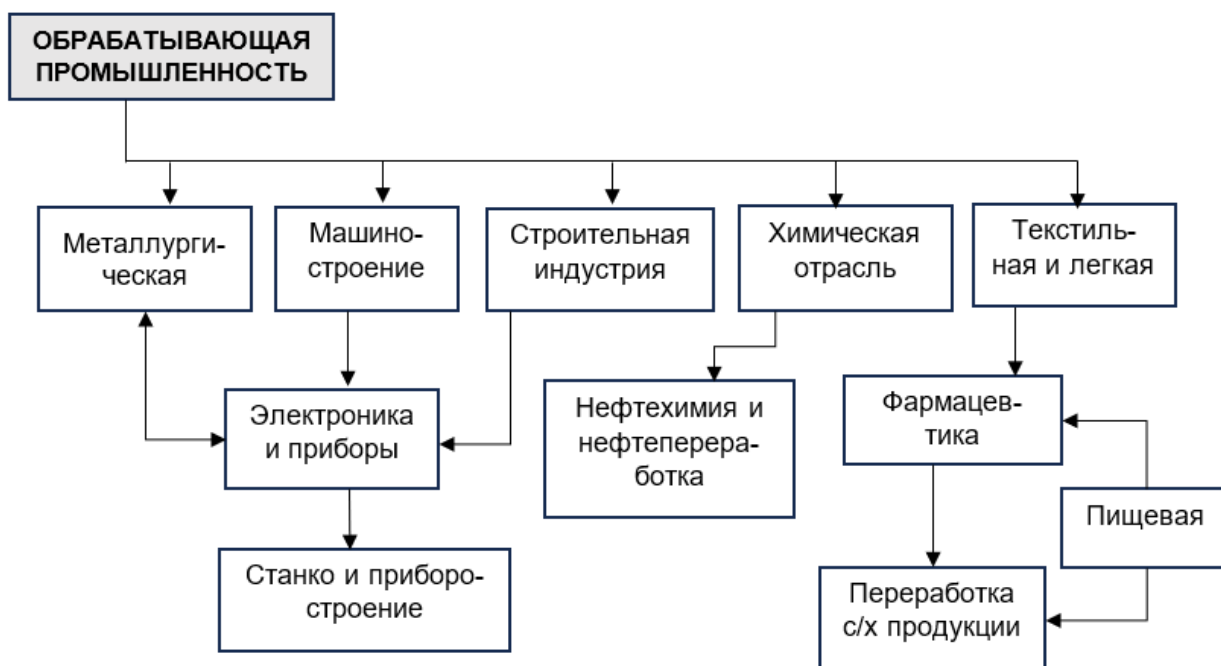 ОБРАБАТЫВАЮЩАЯ
ПРОМЫШЛЕННОСТЬ
Металлурги-
ческая
Машино-
строение
Строительная
индустрия
Химическая
отрасль
Текстиль-
ная и легкая
Электроника
и приборы
Нефтехимия и
нефтеперера-
ботка
Фармацев-
тика
Пищевая
Станко и приборо-
строение
Переработка
с/х продукции